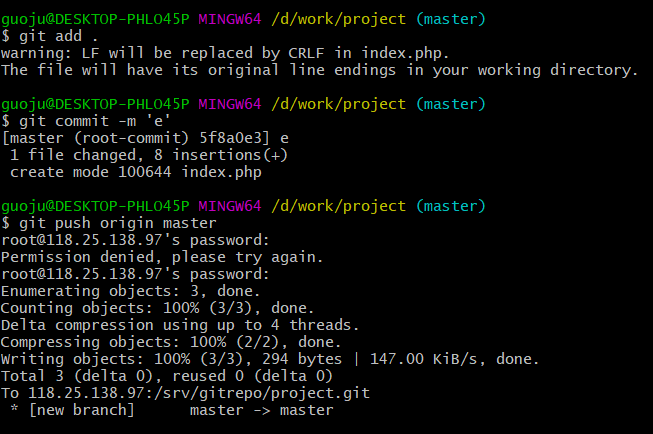 guoju@DESKTOP-PHLO45P MINGW64 /d/work/project (master)
$ git add .
warning: LF will be replaced by CRLF in index.php.
The file will have its original line endings in your working directory.
guoju@DESKTOP-PHLO45P MINGW64 /d/work/project (master)
$ git commit -m 'e'
[master (root-commit) 5f8a0e3] e
 1 file changed, 8 insertions(+)
 create mode 100644 index.php
guoju@DESKTOP-PHLO45P MINGW64 /d/work/project (master)
$ git push origin master
root@118.25.138.97's password:
Permission denied, please try again.
root@118.25.138.97's password:
Enumerating objects: 3, done.
Counting objects: 100% (3/3), done.
Delta compression using up to 4 threads.
Compressing objects: 100% (2/2), done.
Writing objects: 100% (3/3), 294 bytes | 147.00 KiB/s, done.
Total 3 (delta 0), reused 0 (delta 0)
To 118.25.138.97:/srv/gitrepo/project.git
 * [new branch]      master -> master